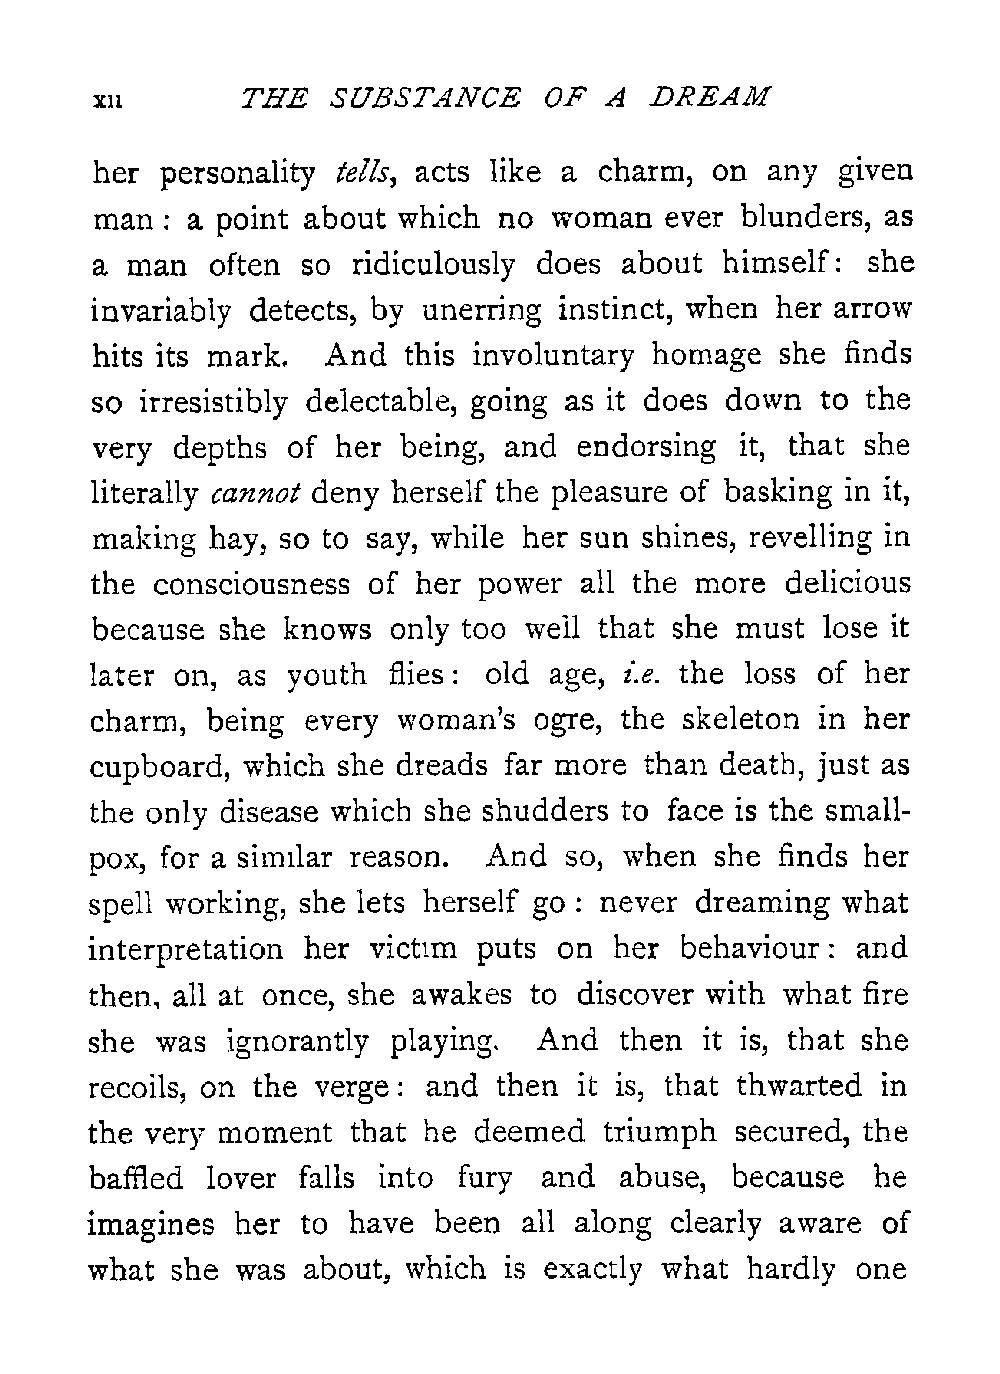 xii THE SUBSTANCE OF A DREAM
her personality tells, acts like a charm, on any given
man : a point about which no woman ever blunders, as
a man often so ridiculously does about himself : she
invariably detects, by unerring instinct, when her arrow
hits its mark. And this involuntary homage she finds
so irresistibly delectable, going as it does down to the
very depths of her being, and endorsing it, that she
literally cannot deny herself the pleasure of basking in it,
making hay, so to say, while her sun shines, revelling in
the consciousness of her power all the more delicious
because she knows only too well that she must lose it
later on, as youth flies : old age, i.e. the loss of her
charm, being every woman's ogre, the skeleton in her
cupboard, which she dreads far more than death, just as
the only disease which she shudders to face is the small-
pox, for a similar reason. And so, when she finds her
spell working, she lets herself go : never dreaming what
interpretation her victim puts on her behaviour : and
then, all at once, she awakes to discover with what fire
she was ignorantly playing. And then it is, that she
recoils, on the verge : and then it is, that thwarted in
the very moment that he deemed triumph secured, the
baffled lover falls into fury and abuse, because he
imagines her to have been all along clearly aware of
what she was about, which is exactly what hardly one